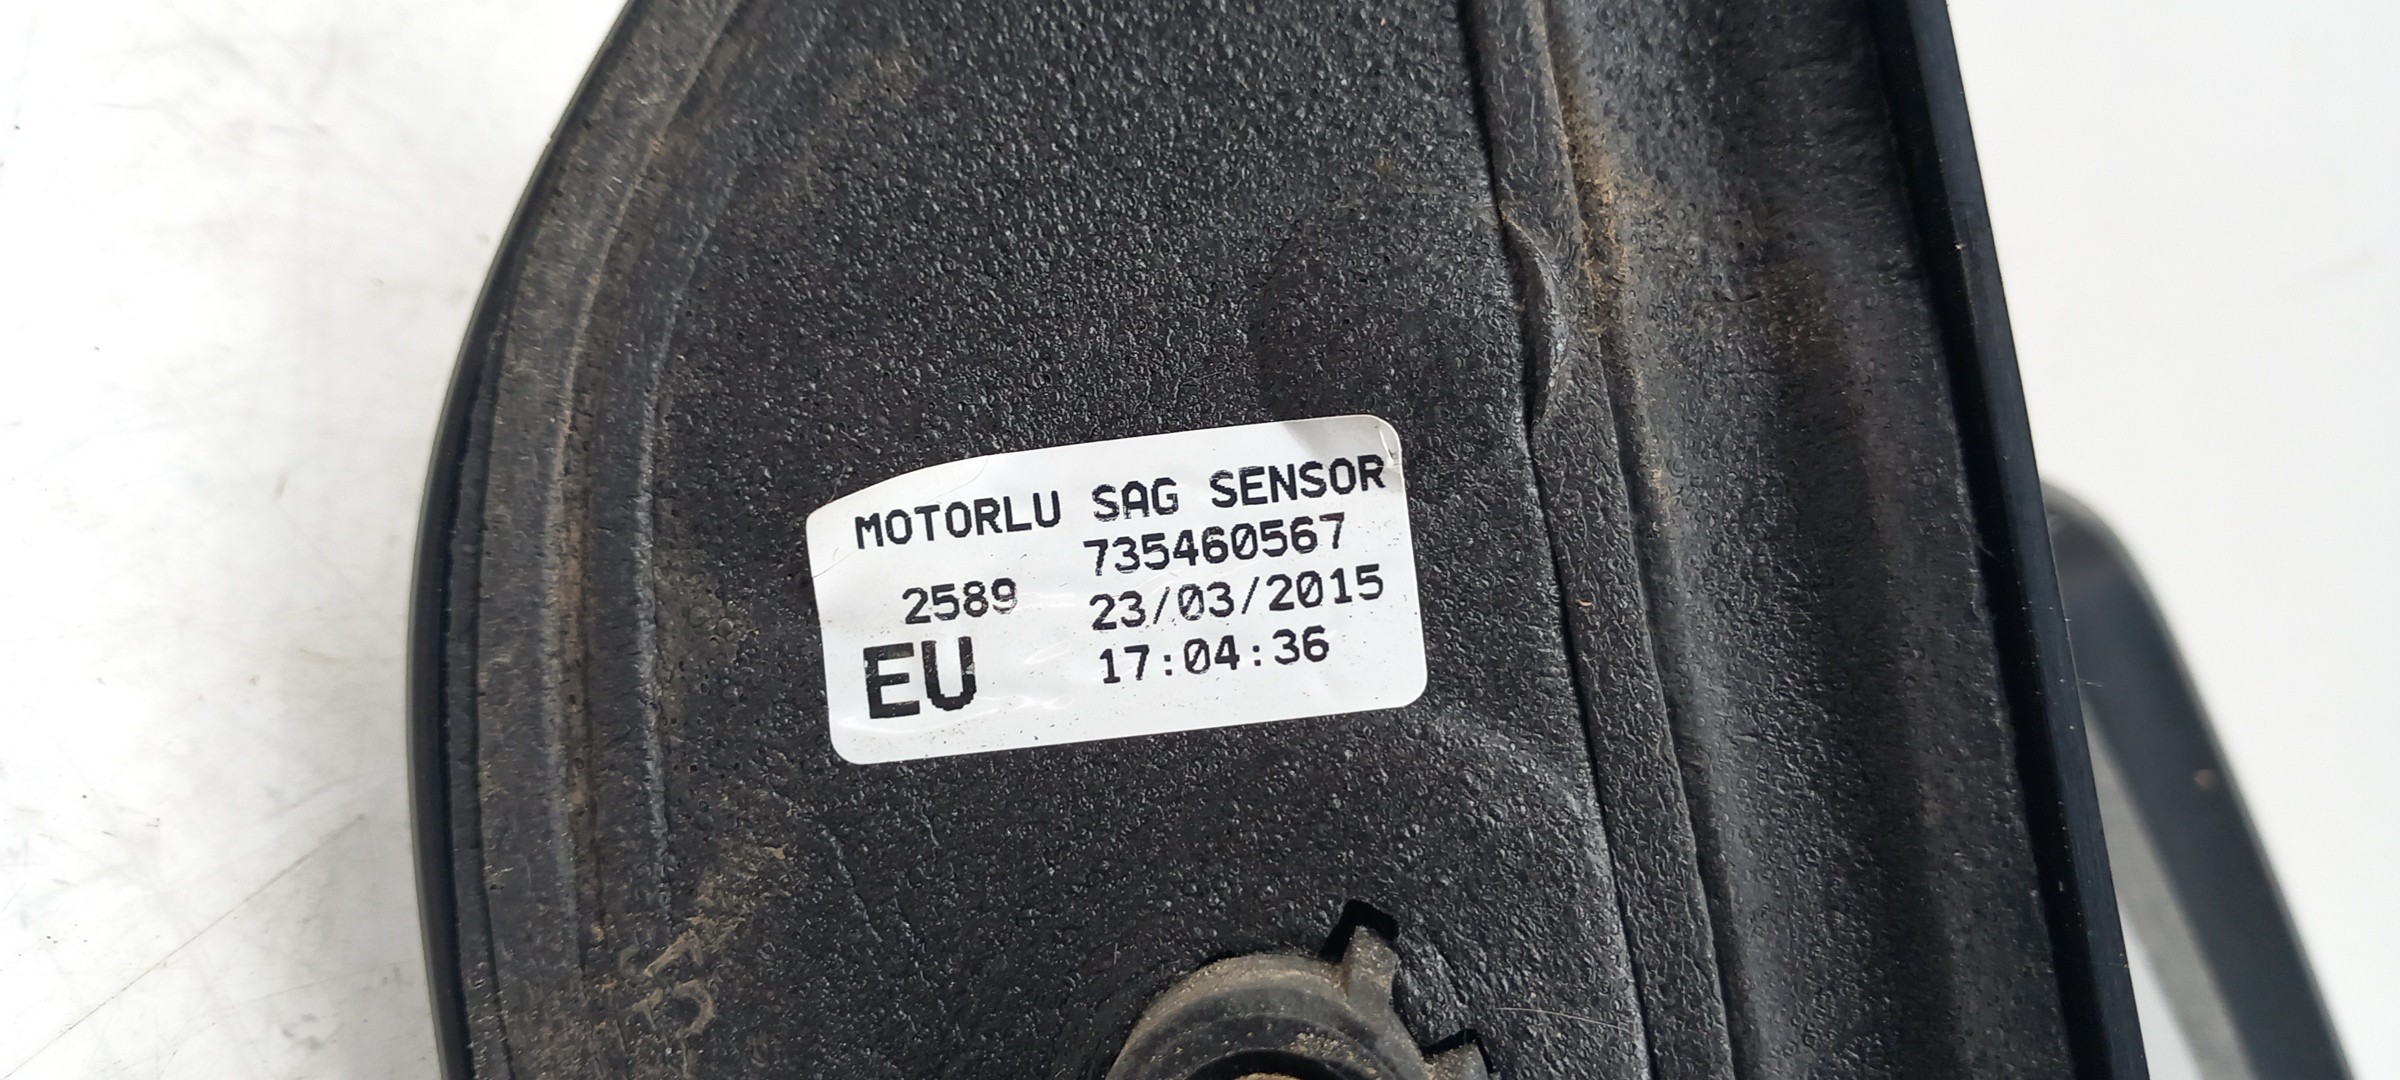 MOTORLU SAG SENSOR
735460567
2589 23/03/2015
EU 17:04:36